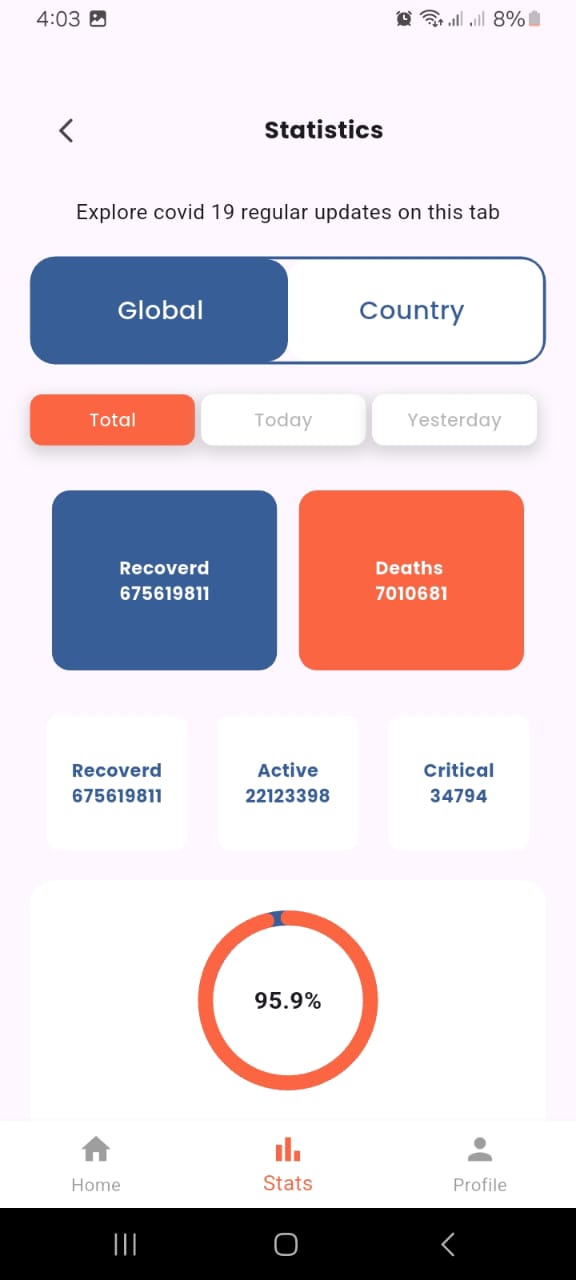 4:03
8%
Statistics
Explore covid 19 regular updates on this tab
Global
Country
Total
Today
Yesterday
Recoverd
675619811
Deaths
7010681
Recoverd
675619811
Active
22123398
Critical
34794
95.9%
Home
Stats
Profile